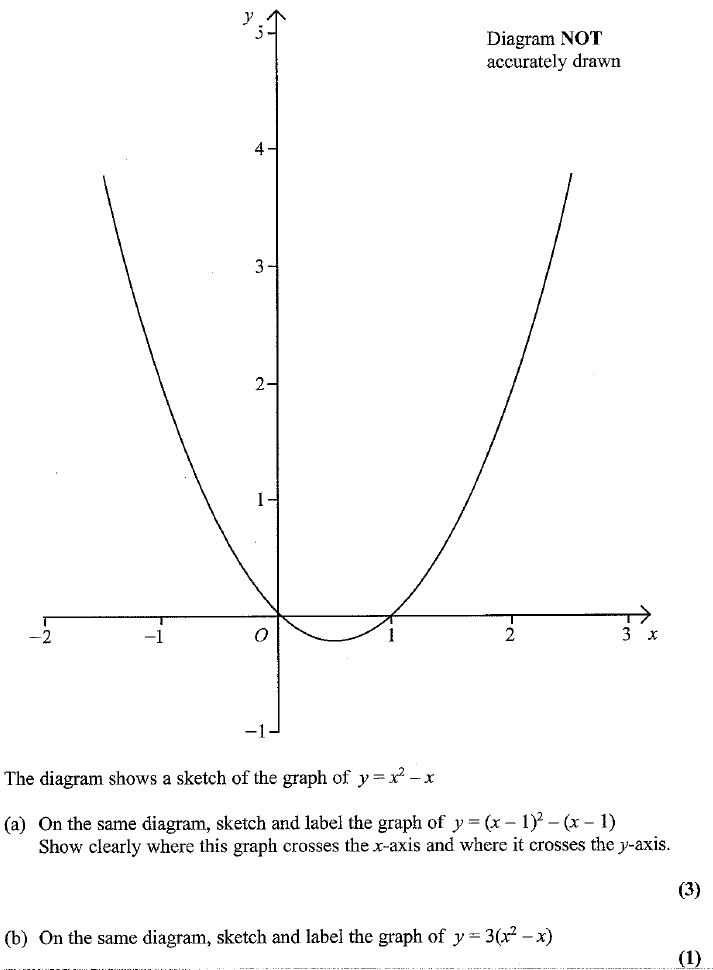 y
5
Diagram NOT
accurately drawn
4
3
2
1
-2 -1 O 1 2 3 x
-1
The diagram shows a sketch of the graph of y = x² – x
(a) On the same diagram, sketch and label the graph of y = (x – 1)² – (x – 1)
Show clearly where this graph crosses the x-axis and where it crosses the y-axis.
(3)
(b) On the same diagram, sketch and label the graph of y = 3(x² – x)
(1)